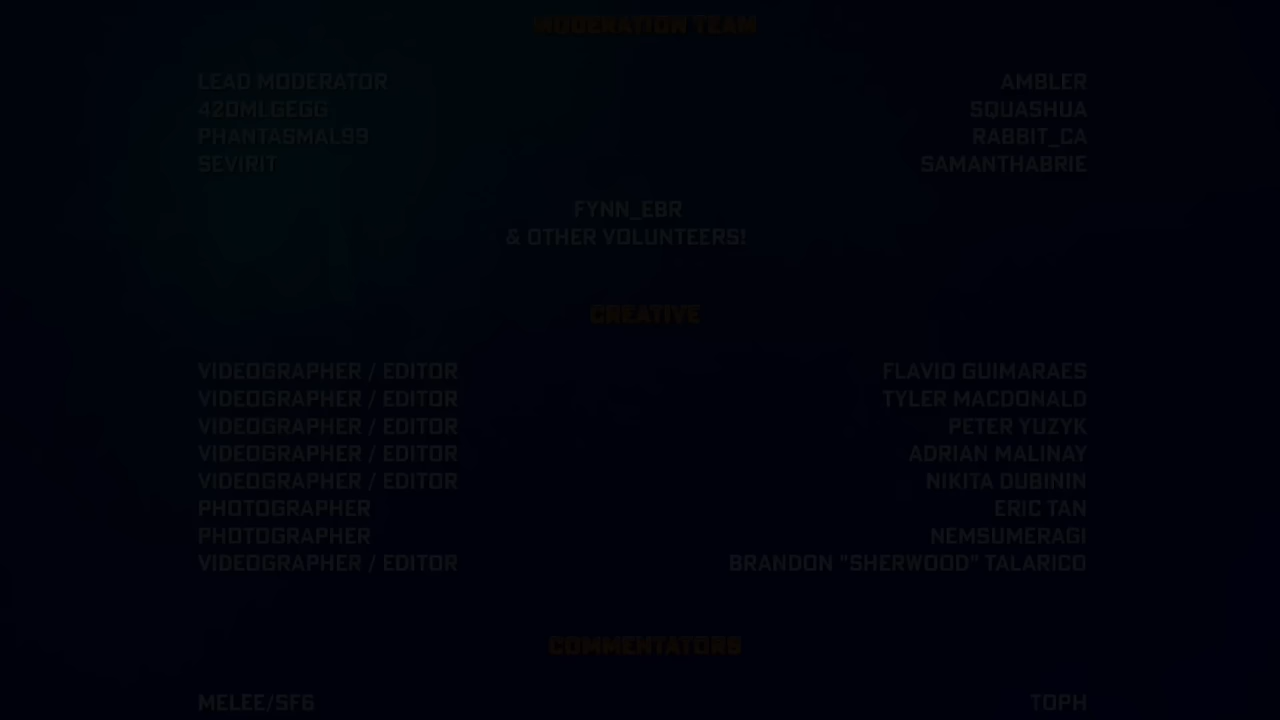 MODERATION TEAM
LEAD MODERATOR AMBLER
420MLGEGG SQUASHUA
PHANTASMAL99 RABBIT_CA
SEVIRIT SAMANTHABRIE
FYNN_EBR
& OTHER VOLUNTEERS!
CREATIVE
VIDEOGRAPHER / EDITOR FLAVIO GUIMARAES
VIDEOGRAPHER / EDITOR TYLER MACDONALD
VIDEOGRAPHER / EDITOR PETER YUZYK
VIDEOGRAPHER / EDITOR ADRIAN MALINAY
VIDEOGRAPHER / EDITOR NIKITA DUBININ
PHOTOGRAPHER ERIC TAN
PHOTOGRAPHER NEMSUMERAGI
VIDEOGRAPHER / EDITOR BRANDON "SHERWOOD" TALARICO
COMMENTATORS
MELEE/SF6 TOPH